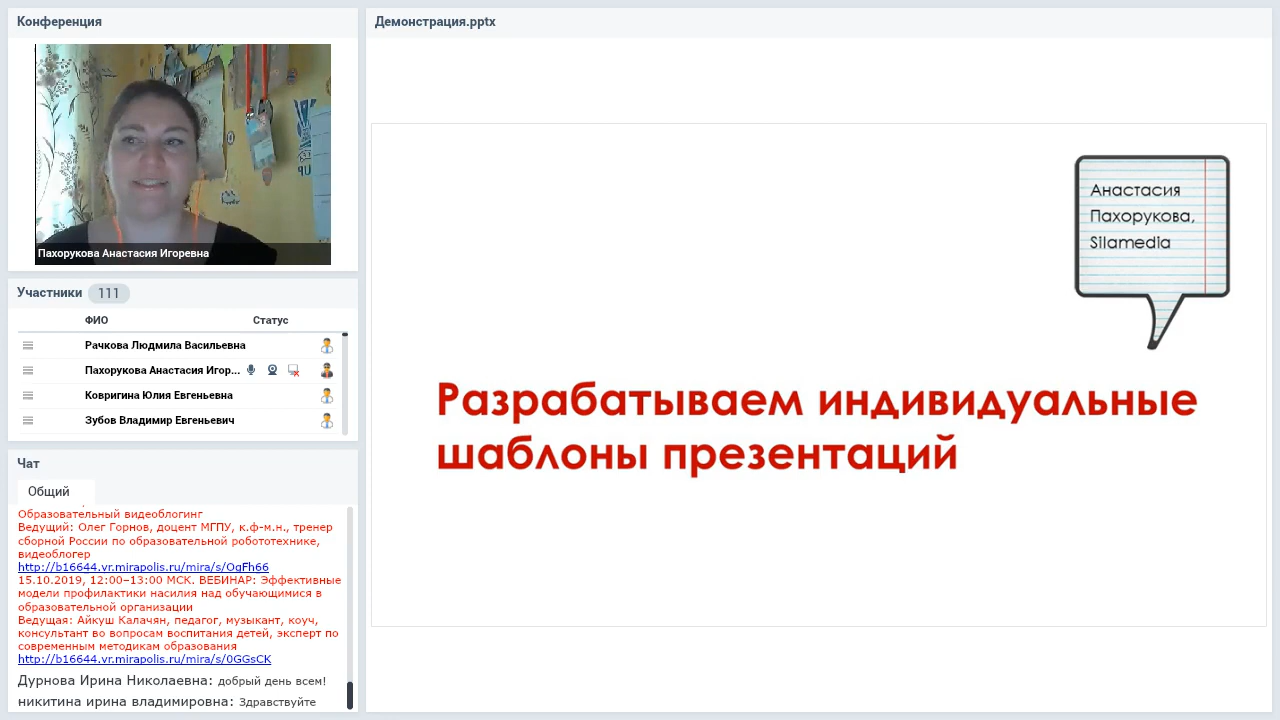 Конференция
Пахорукова Анастасия Игоревна
Участники 111
ФИО Статус
Рачкова Людмила Васильевна
Пахорукова Анастасия Игор...
Ковригина Юлия Евгеньевна
Зубов Владимир Евгеньевич
Чат
Общий
Образовательный видеоблогинг
Ведущий: Олег Горнов, доцент МГПУ, к.ф-м.н., тренер
сборной России по образовательной робототехнике,
видеоблогер
http://b16644.vr.mirapolis.ru/mira/s/OgFh66
15.10.2019, 12:00–13:00 МСК. ВЕБИНАР: Эффективные
модели профилактики насилия над обучающимися в
образовательной организации
Ведущая: Айкуш Калачян, педагог, музыкант, коуч,
консультант во вопросам воспитания детей, эксперт по
современным методикам образования
http://b16644.vr.mirapolis.ru/mira/s/0GGsCK
Дурнова Ирина Николаевна: добрый день всем!
никитина ирина владимировна: Здравствуйте
Демонстрация.pptx
Анастасия
Пахорукова,
Silamedia
Разрабатываем индивидуальные
шаблоны презентаций